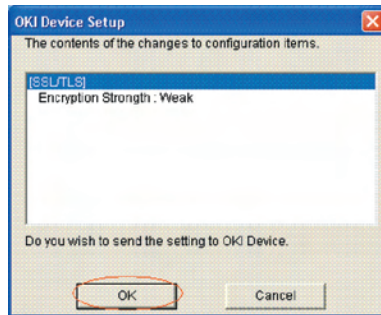 OKI Device Setup
The contents of the changes to configuration items.
[SSL/TLS]
Encryption Strength : Weak
Do you wish to send the setting to OKI Device.
OK
Cancel